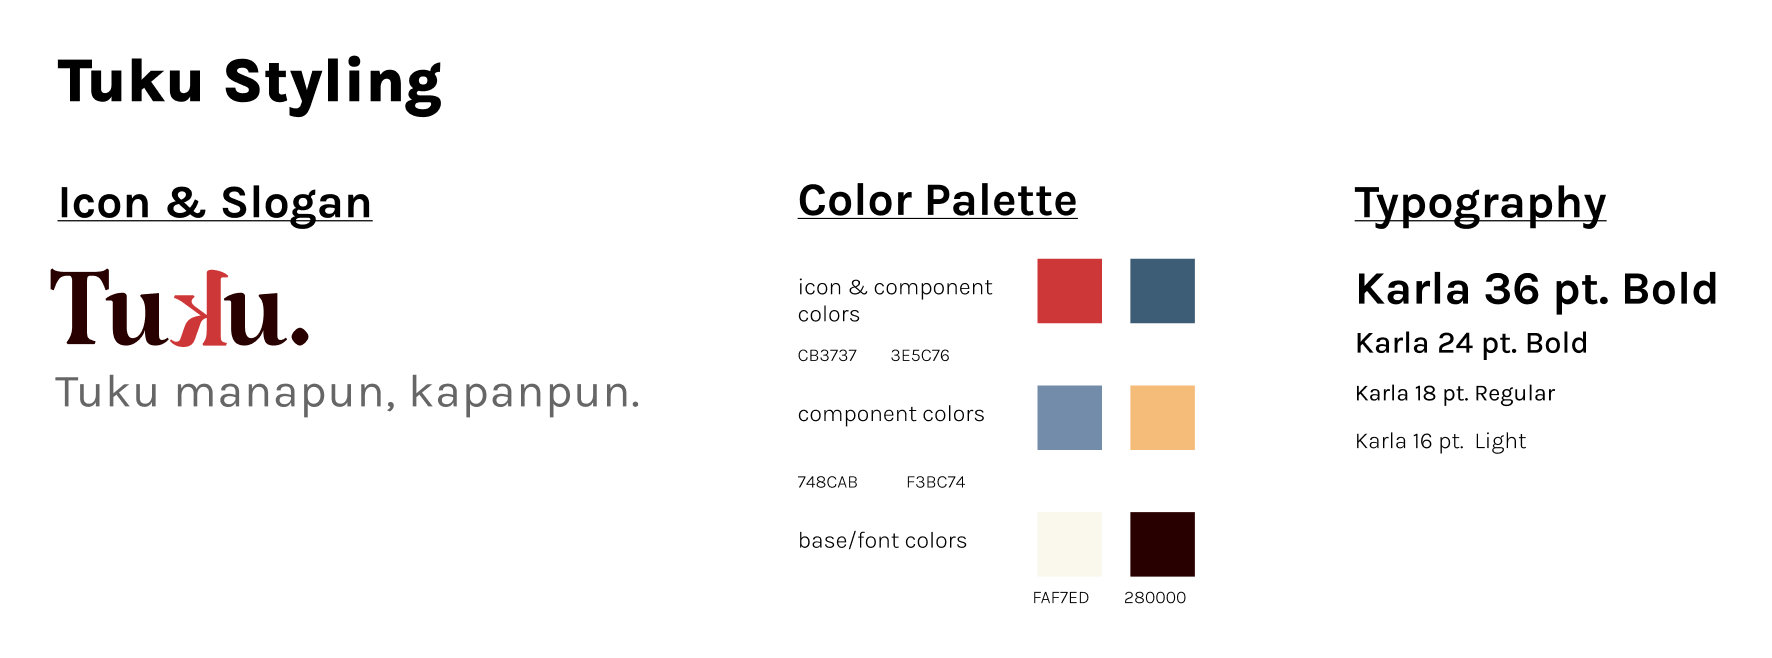 Tuku Styling
Icon & Slogan
Tuku.
Tuku manapun, kapanpun.
Color Palette
icon & component
colors
CB3737 3E5C76
component colors
748CAB F3BC74
base/font colors
FAF7ED 280000
Typography
Karla 36 pt. Bold
Karla 24 pt. Bold
Karla 18 pt. Regular
Karla 16 pt. Light